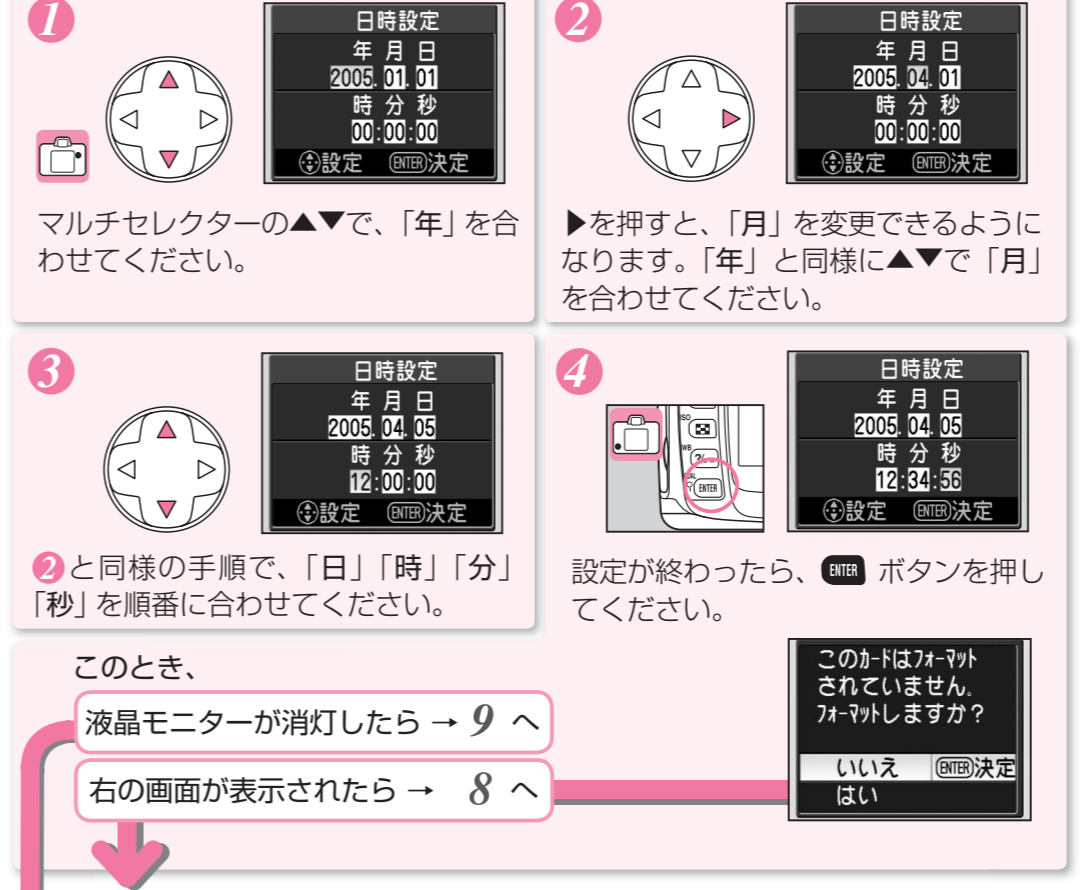 1
日時設定
年 月 日
2005. 01. 01
時 分 秒
00:00:00
設定 ENTER決定
マルチセレクターの▲▼で、「年」を合
わせてください。
2
日時設定
年 月 日
2005. 04. 01
時 分 秒
00:00:00
設定 ENTER決定
▶を押すと、「月」を変更できるように
なります。「年」と同様に▲▼で「月」
を合わせてください。
3
日時設定
年 月 日
2005. 04. 05
時 分 秒
12:00:00
設定 ENTER決定
2と同様の手順で、「日」「時」「分」
「秒」を順番に合わせてください。
4
ISO
WB
ENTER
日時設定
年 月 日
2005. 04. 05
時 分 秒
12:34:56
設定 ENTER決定
設定が終わったら、ENTER ボタンを押し
てください。
このとき、
液晶モニターが消灯したら → 9 へ
右の画面が表示されたら → 8 へ
このカードはフォーマット
されていません。
フォーマットしますか？
いいえ ENTER決定
はい